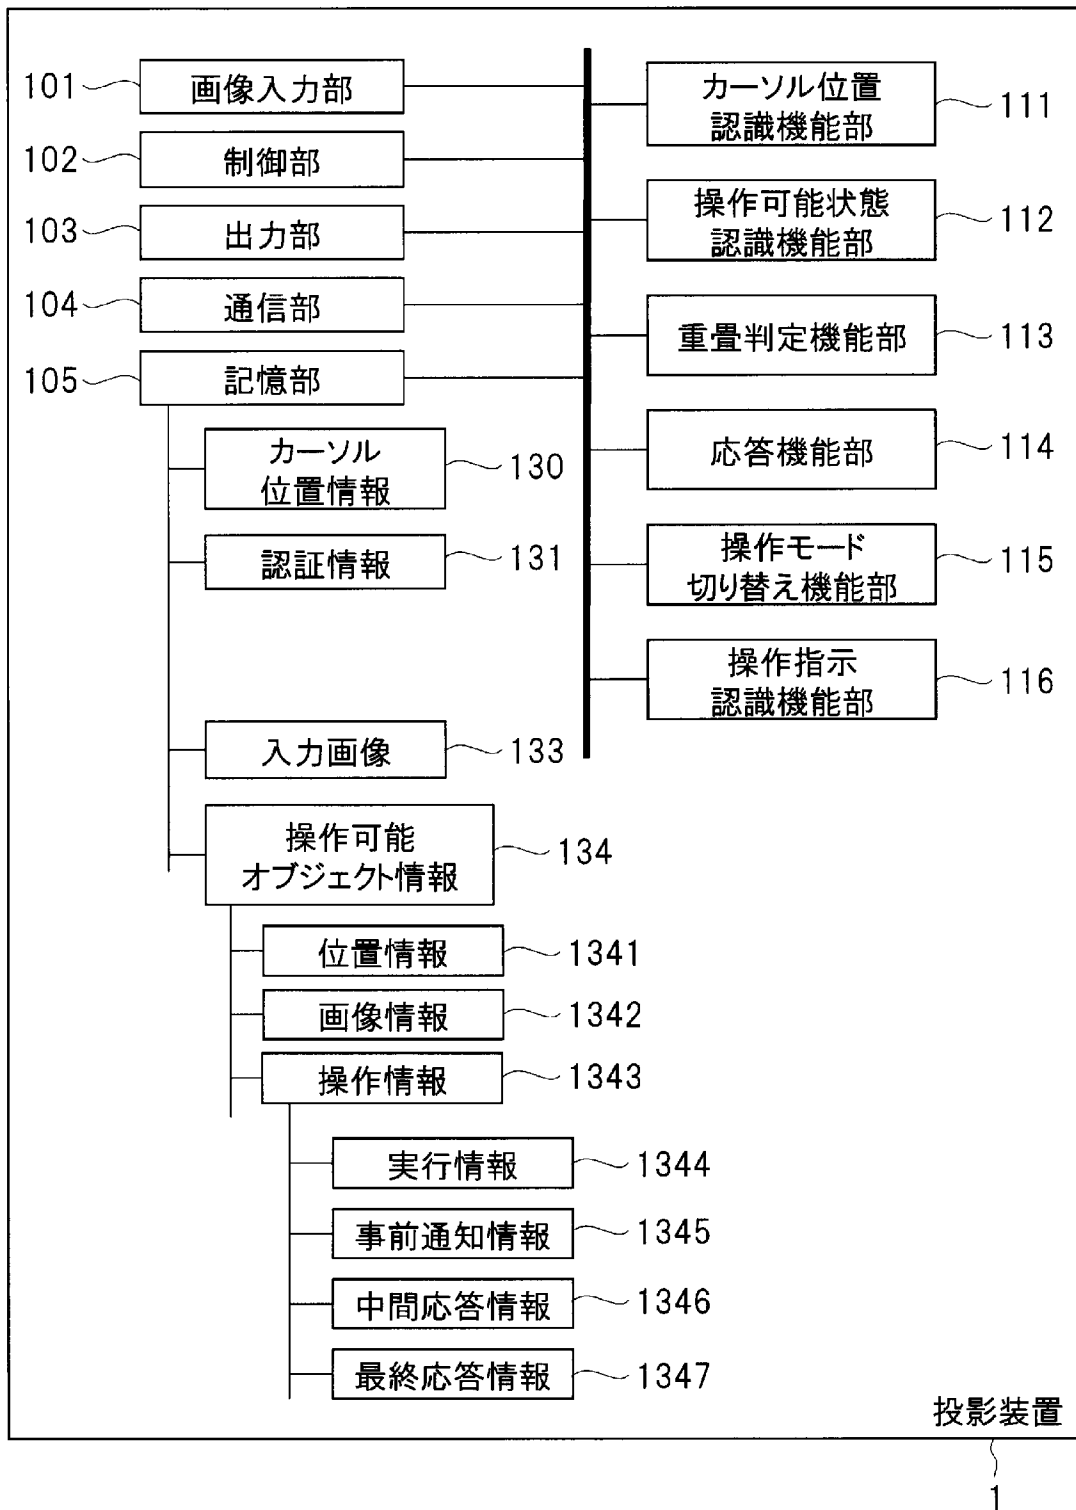 101 画像入力部
102 制御部
103 出力部
104 通信部
105 記憶部
カーソル
位置情報 130
認証情報 131
入力画像 133
操作可能
オブジェクト情報 134
位置情報 1341
画像情報 1342
操作情報 1343
実行情報 1344
事前通知情報 1345
中間応答情報 1346
最終応答情報 1347
カーソル位置
認識機能部 111
操作可能状態
認識機能部 112
重畳判定機能部 113
応答機能部 114
操作モード
切り替え機能部 115
操作指示
認識機能部 116
投影装置
1